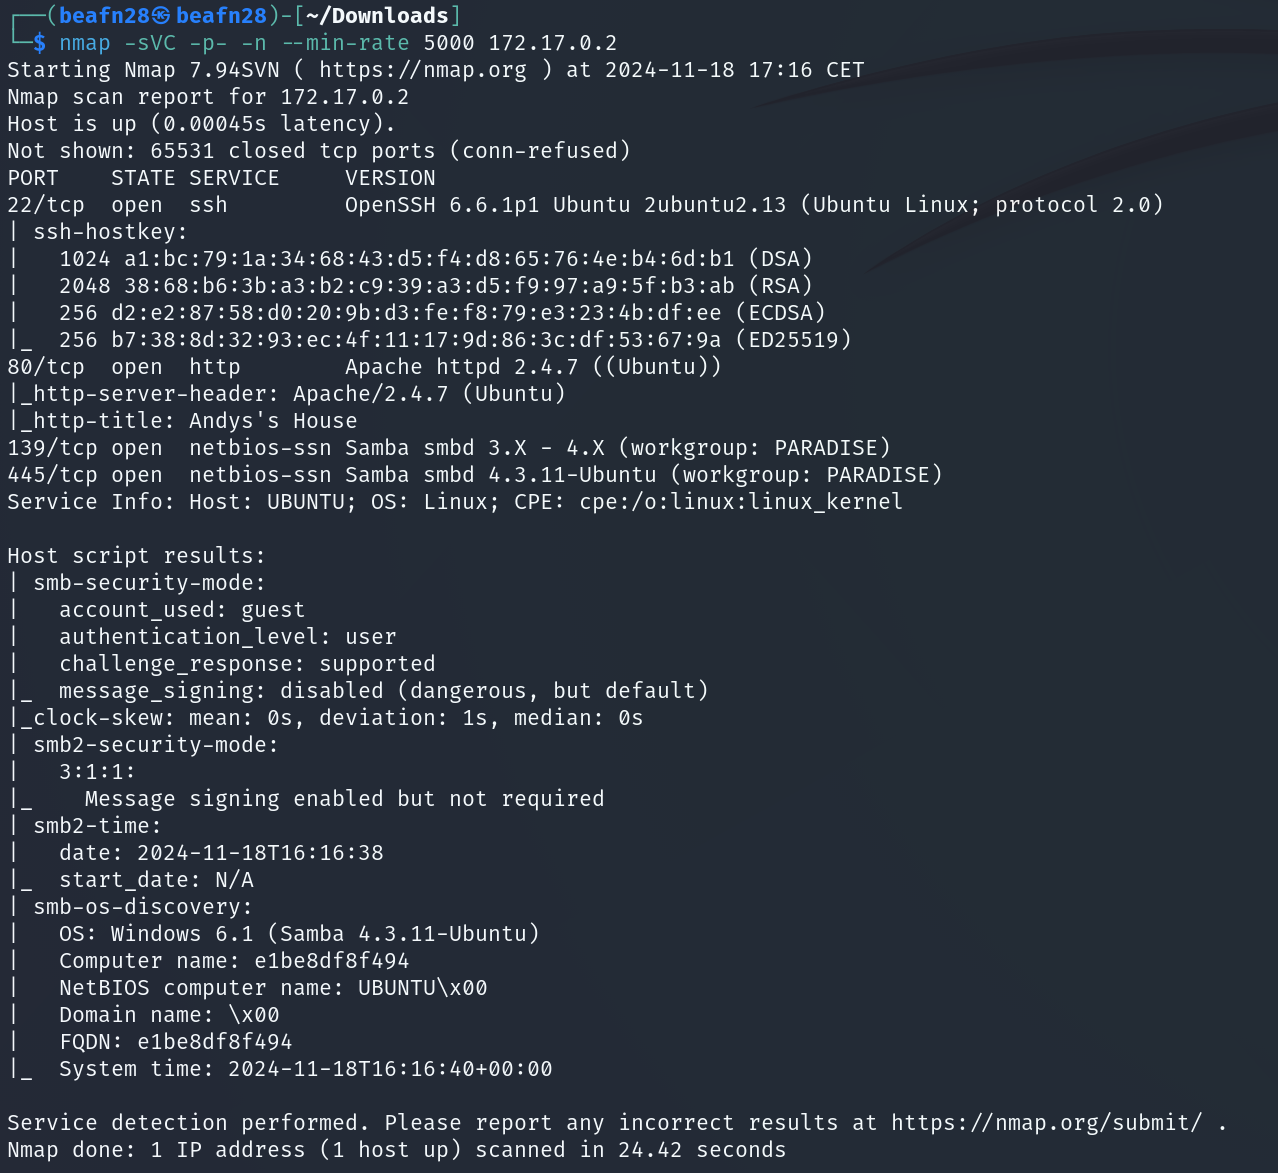 ┌──(beafn28㉿beafn28)-[~/Downloads]
└─$ nmap -sVC -p- -n --min-rate 5000 172.17.0.2
Starting Nmap 7.94SVN ( https://nmap.org ) at 2024-11-18 17:16 CET
Nmap scan report for 172.17.0.2
Host is up (0.00045s latency).
Not shown: 65531 closed tcp ports (conn-refused)
PORT    STATE SERVICE     VERSION
22/tcp  open  ssh         OpenSSH 6.6.1p1 Ubuntu 2ubuntu2.13 (Ubuntu Linux; protocol 2.0)
| ssh-hostkey:
|   1024 a1:bc:79:1a:34:68:43:d5:f4:d8:65:76:4e:b4:6d:b1 (DSA)
|   2048 38:68:b6:3b:a3:b2:c9:39:a3:d5:f9:97:a9:5f:b3:ab (RSA)
|   256 d2:e2:87:58:d0:20:9b:d3:fe:f8:79:e3:23:4b:df:ee (ECDSA)
|_  256 b7:38:8d:32:93:ec:4f:11:17:9d:86:3c:df:53:67:9a (ED25519)
80/tcp  open  http        Apache httpd 2.4.7 ((Ubuntu))
|_http-server-header: Apache/2.4.7 (Ubuntu)
|_http-title: Andys's House
139/tcp open  netbios-ssn Samba smbd 3.X - 4.X (workgroup: PARADISE)
445/tcp open  netbios-ssn Samba smbd 4.3.11-Ubuntu (workgroup: PARADISE)
Service Info: Host: UBUNTU; OS: Linux; CPE: cpe:/o:linux:linux_kernel

Host script results:
| smb-security-mode:
|   account_used: guest
|   authentication_level: user
|   challenge_response: supported
|_  message_signing: disabled (dangerous, but default)
|_clock-skew: mean: 0s, deviation: 1s, median: 0s
| smb2-security-mode:
|   3:1:1:
|_    Message signing enabled but not required
| smb2-time:
|   date: 2024-11-18T16:16:38
|_  start_date: N/A
| smb-os-discovery:
|   OS: Windows 6.1 (Samba 4.3.11-Ubuntu)
|   Computer name: e1be8df8f494
|   NetBIOS computer name: UBUNTU\x00
|   Domain name: \x00
|   FQDN: e1be8df8f494
|_  System time: 2024-11-18T16:16:40+00:00

Service detection performed. Please report any incorrect results at https://nmap.org/submit/ .
Nmap done: 1 IP address (1 host up) scanned in 24.42 seconds